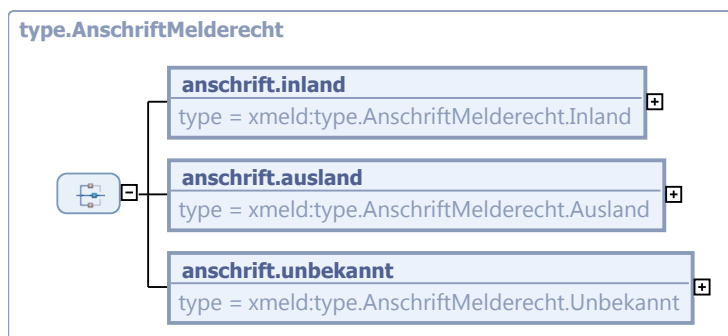 type.AnschriftMelderecht
anschrift.inland
type = xmeld:type.AnschriftMelderecht.Inland
anschrift.ausland
type = xmeld:type.AnschriftMelderecht.Ausland
anschrift.unbekannt
type = xmeld:type.AnschriftMelderecht.Unbekannt